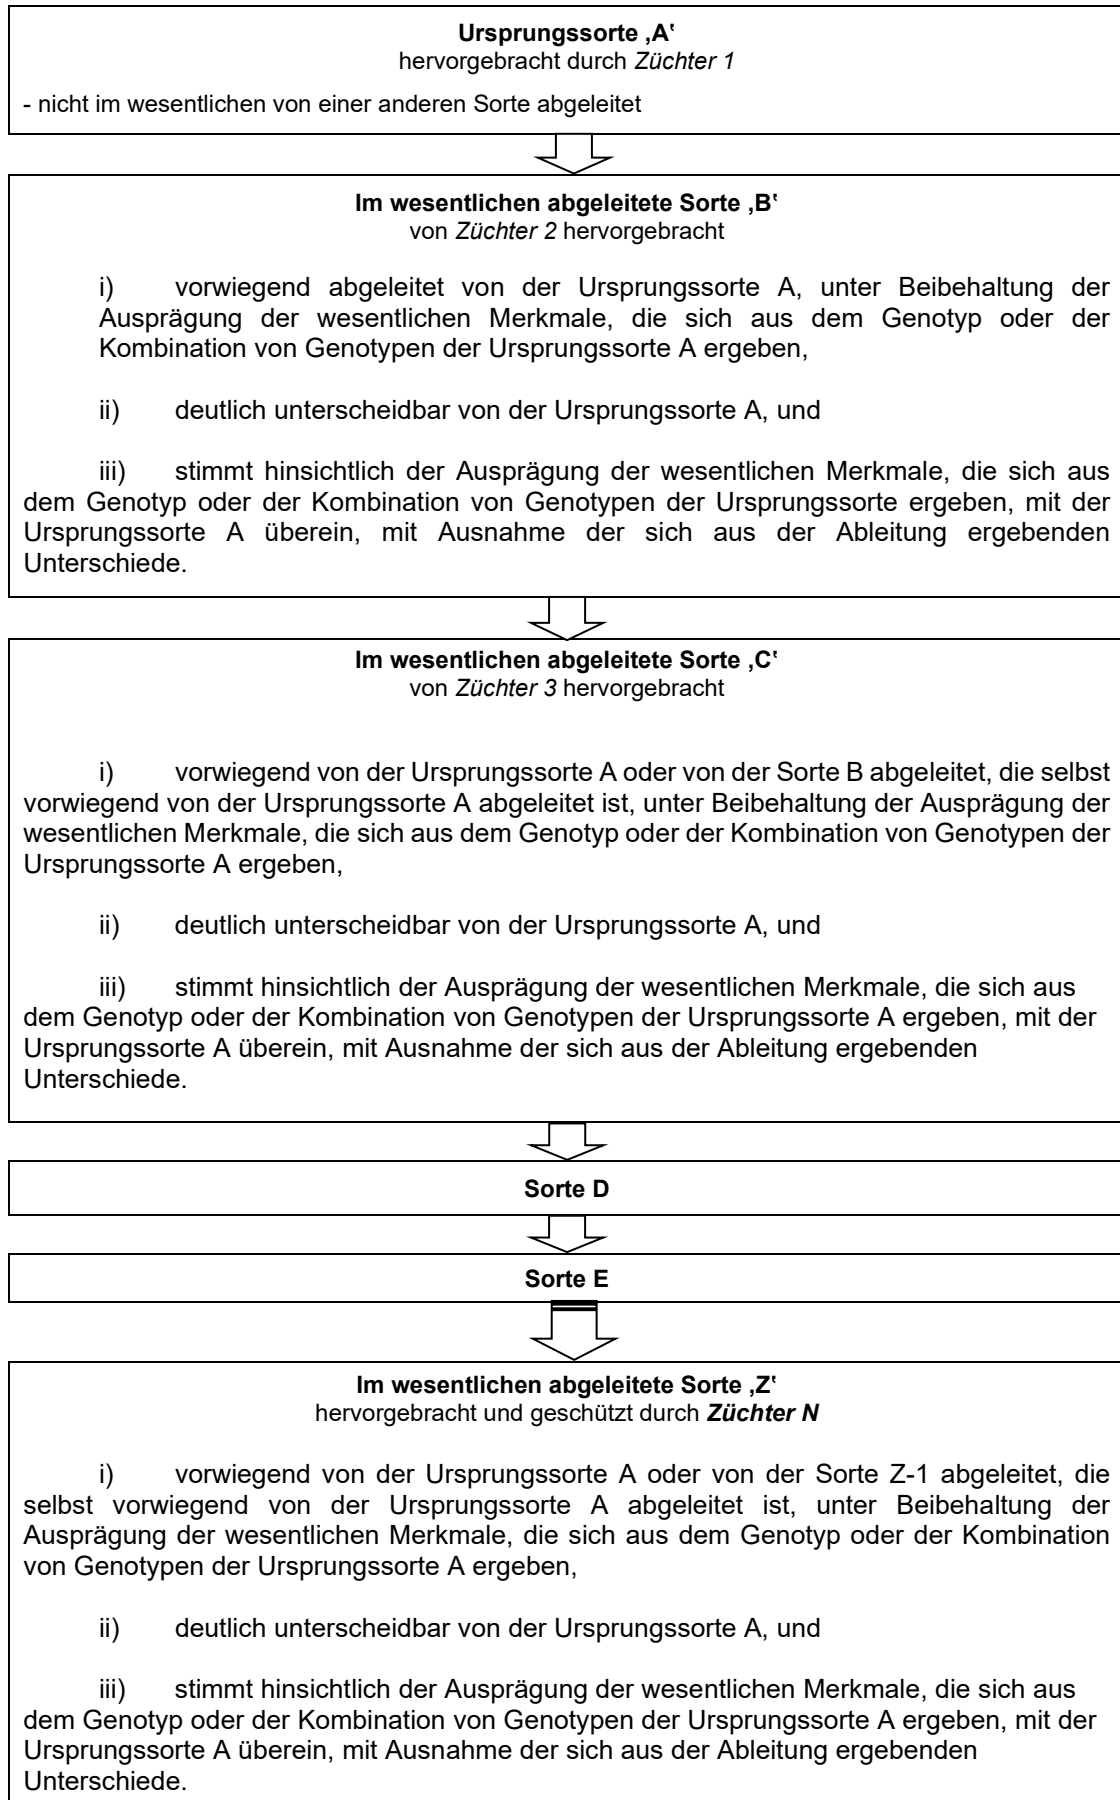 Ursprungssorte ‚A‛
hervorgebracht durch Züchter 1
- nicht im wesentlichen von einer anderen Sorte abgeleitet
Im wesentlichen abgeleitete Sorte ‚B‛
von Züchter 2 hervorgebracht
i) vorwiegend abgeleitet von der Ursprungssorte A, unter Beibehaltung der
Ausprägung der wesentlichen Merkmale, die sich aus dem Genotyp oder der
Kombination von Genotypen der Ursprungssorte A ergeben,
ii) deutlich unterscheidbar von der Ursprungssorte A, und
iii) stimmt hinsichtlich der Ausprägung der wesentlichen Merkmale, die sich aus
dem Genotyp oder der Kombination von Genotypen der Ursprungssorte ergeben, mit der
Ursprungssorte A überein, mit Ausnahme der sich aus der Ableitung ergebenden
Unterschiede.
Im wesentlichen abgeleitete Sorte ‚C‛
von Züchter 3 hervorgebracht
i) vorwiegend von der Ursprungssorte A oder von der Sorte B abgeleitet, die selbst
vorwiegend von der Ursprungssorte A abgeleitet ist, unter Beibehaltung der Ausprägung der
wesentlichen Merkmale, die sich aus dem Genotyp oder der Kombination von Genotypen der
Ursprungssorte A ergeben,
ii) deutlich unterscheidbar von der Ursprungssorte A, und
iii) stimmt hinsichtlich der Ausprägung der wesentlichen Merkmale, die sich aus
dem Genotyp oder der Kombination von Genotypen der Ursprungssorte A ergeben, mit der
Ursprungssorte A überein, mit Ausnahme der sich aus der Ableitung ergebenden
Unterschiede.
Sorte D
Sorte E
Im wesentlichen abgeleitete Sorte ‚Z‛
hervorgebracht und geschützt durch Züchter N
i) vorwiegend von der Ursprungssorte A oder von der Sorte Z-1 abgeleitet, die
selbst vorwiegend von der Ursprungssorte A abgeleitet ist, unter Beibehaltung der
Ausprägung der wesentlichen Merkmale, die sich aus dem Genotyp oder der Kombination
von Genotypen der Ursprungssorte A ergeben,
ii) deutlich unterscheidbar von der Ursprungssorte A, und
iii) stimmt hinsichtlich der Ausprägung der wesentlichen Merkmale, die sich aus
dem Genotyp oder der Kombination von Genotypen der Ursprungssorte A ergeben, mit der
Ursprungssorte A überein, mit Ausnahme der sich aus der Ableitung ergebenden
Unterschiede.